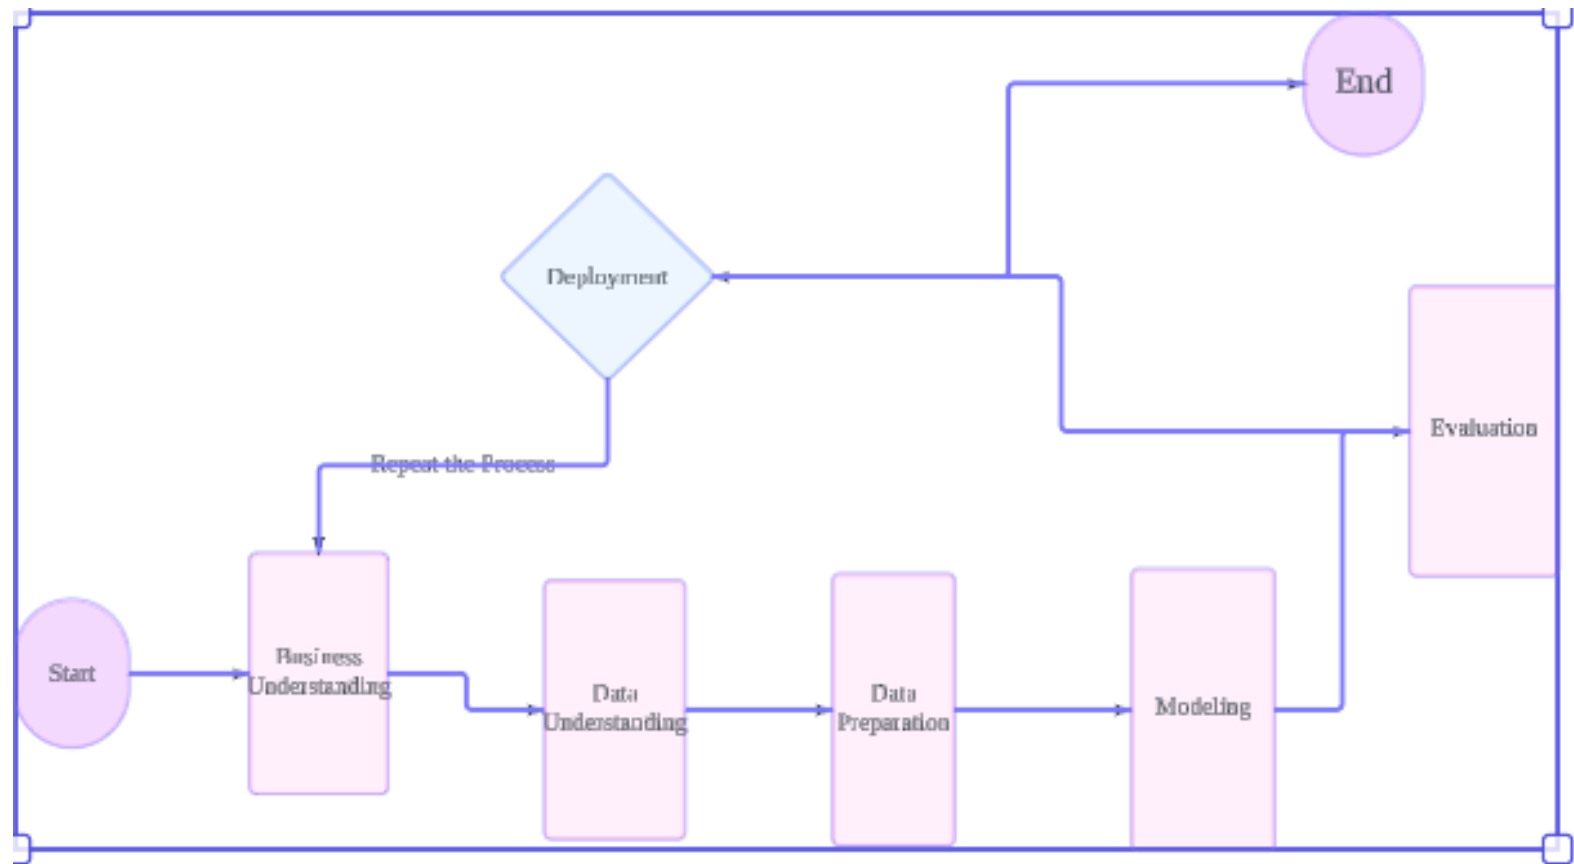 End
Deployment
Evaluation
Repeat the Process
Start
Business
Understanding
Data
Understanding
Data
Preparation
Modeling